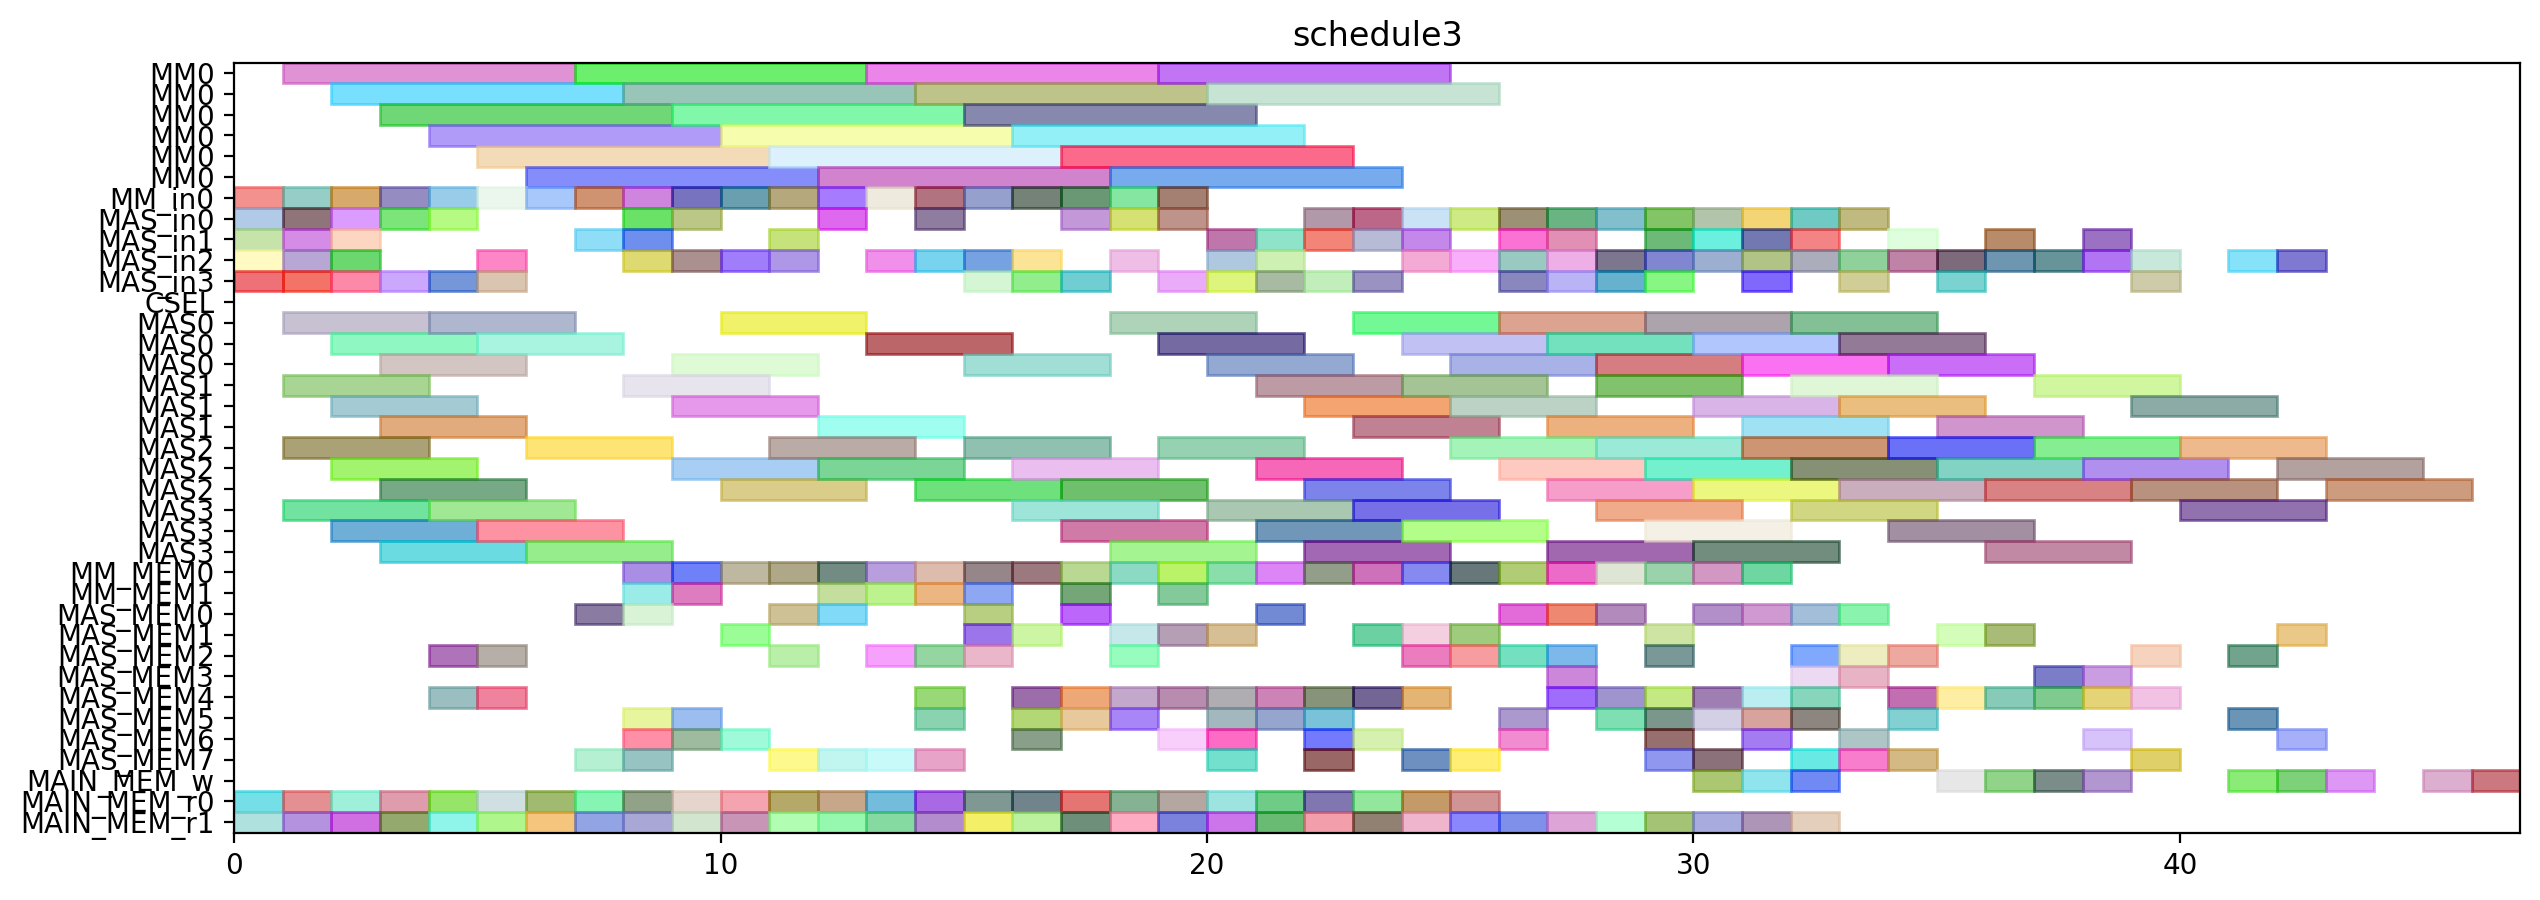 schedule3
MM0
MM0
MM0
MM0
MM0
MM0
MM_in0
MAS_in0
MAS_in1
MAS_in2
MAS_in3
CSEL
MAS0
MAS0
MAS0
MAS1
MAS1
MAS1
MAS2
MAS2
MAS2
MAS3
MAS3
MAS3
MM_MEM0
MM_MEM1
MAS_MEM0
MAS_MEM1
MAS_MEM2
MAS_MEM3
MAS_MEM4
MAS_MEM5
MAS_MEM6
MAS_MEM7
MAIN_MEM_w
MAIN_MEM_r0
MAIN_MEM_r1
0 10 20 30 40